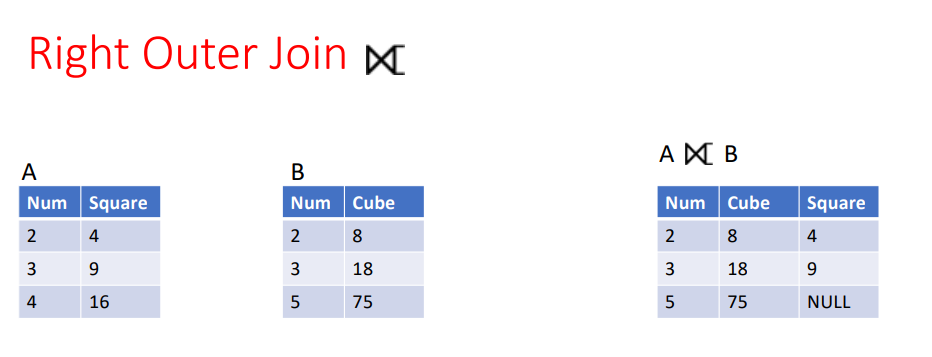 Right Outer Join ⟖
A
Num Square
2 4
3 9
4 16
B
Num Cube
2 8
3 18
5 75
A ⟖ B
Num Cube Square
2 8 4
3 18 9
5 75 NULL